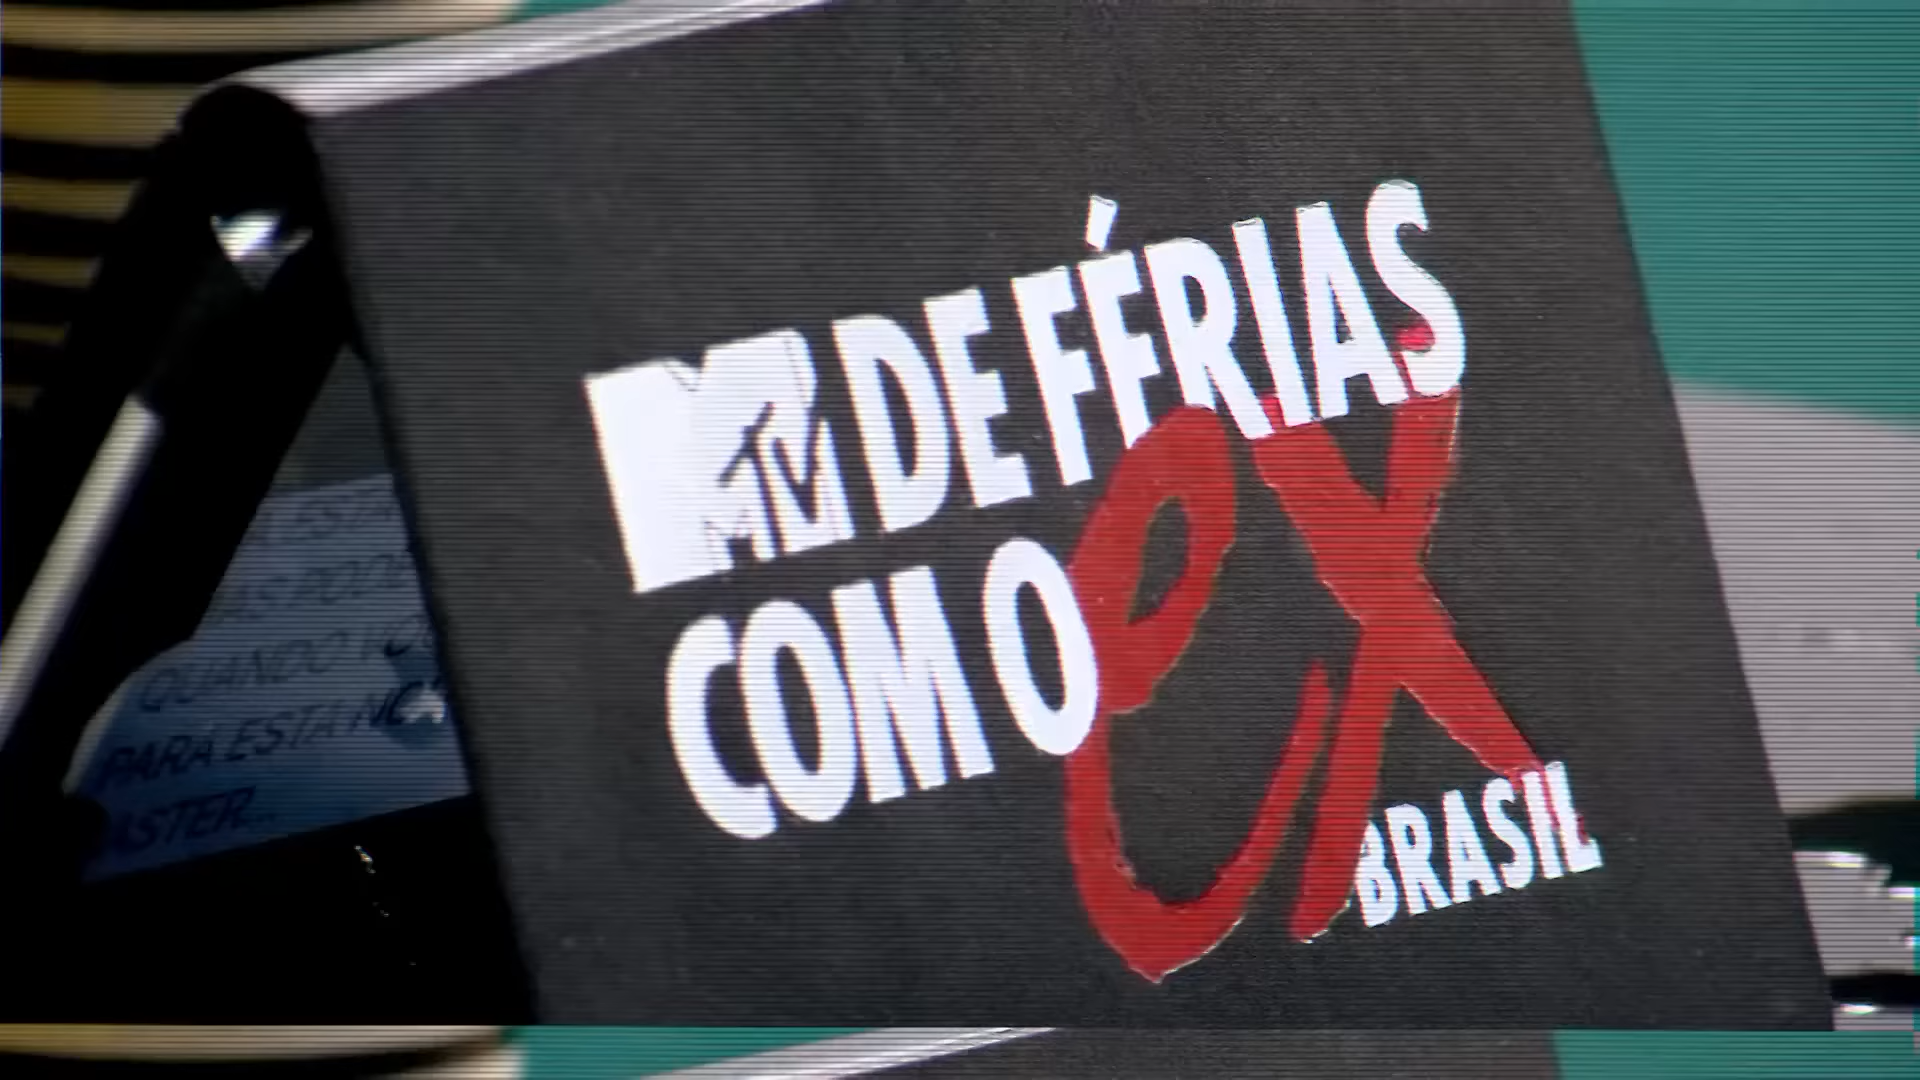 MTV DE FÉRIAS
COM O ex
BRASIL
QUANDO
PARA ESTA